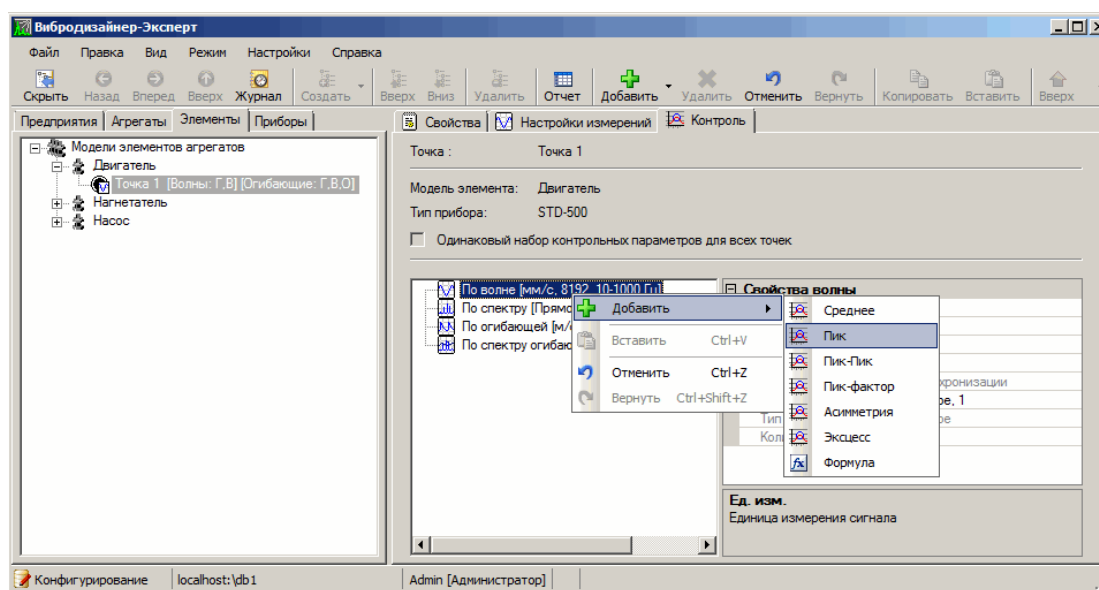 Вибродизайнер-Эксперт
Файл Правка Вид Режим Настройки Справка
Скрыть Назад Вперед Вверх Журнал Создать Вверх Вниз Удалить Отчет Добавить Удалить Отменить Вернуть Копировать Вставить Вверх
Предприятия Агрегаты Элементы Приборы Свойства Настройки измерений Контроль
Модели элементов агрегатов
Двигатель
Точка 1 [Волны: Г,В] [Огибающие: Г,В,О]
Нагнетатель
Насос
Точка : Точка 1
Модель элемента: Двигатель
Тип прибора: STD-500
Одинаковый набор контрольных параметров для всех точек
По волне [мм/с, 8192, 10-1000 Гц]
По спектру [Прямо
По огибающей [м/
По спектру огибаю
Добавить
Вставить Ctrl+V
Отменить Ctrl+Z
Вернуть Ctrl+Shift+Z
Свойства волны
Среднее
Пик
Пик-Пик
Пик-фактор
Асимметрия
Эксцесс
Формула
хронизации
ое, 1
Тип ое
Кол
Ед. изм.
Единица измерения сигнала
Конфигурирование localhost:\db1 Admin [Администратор]